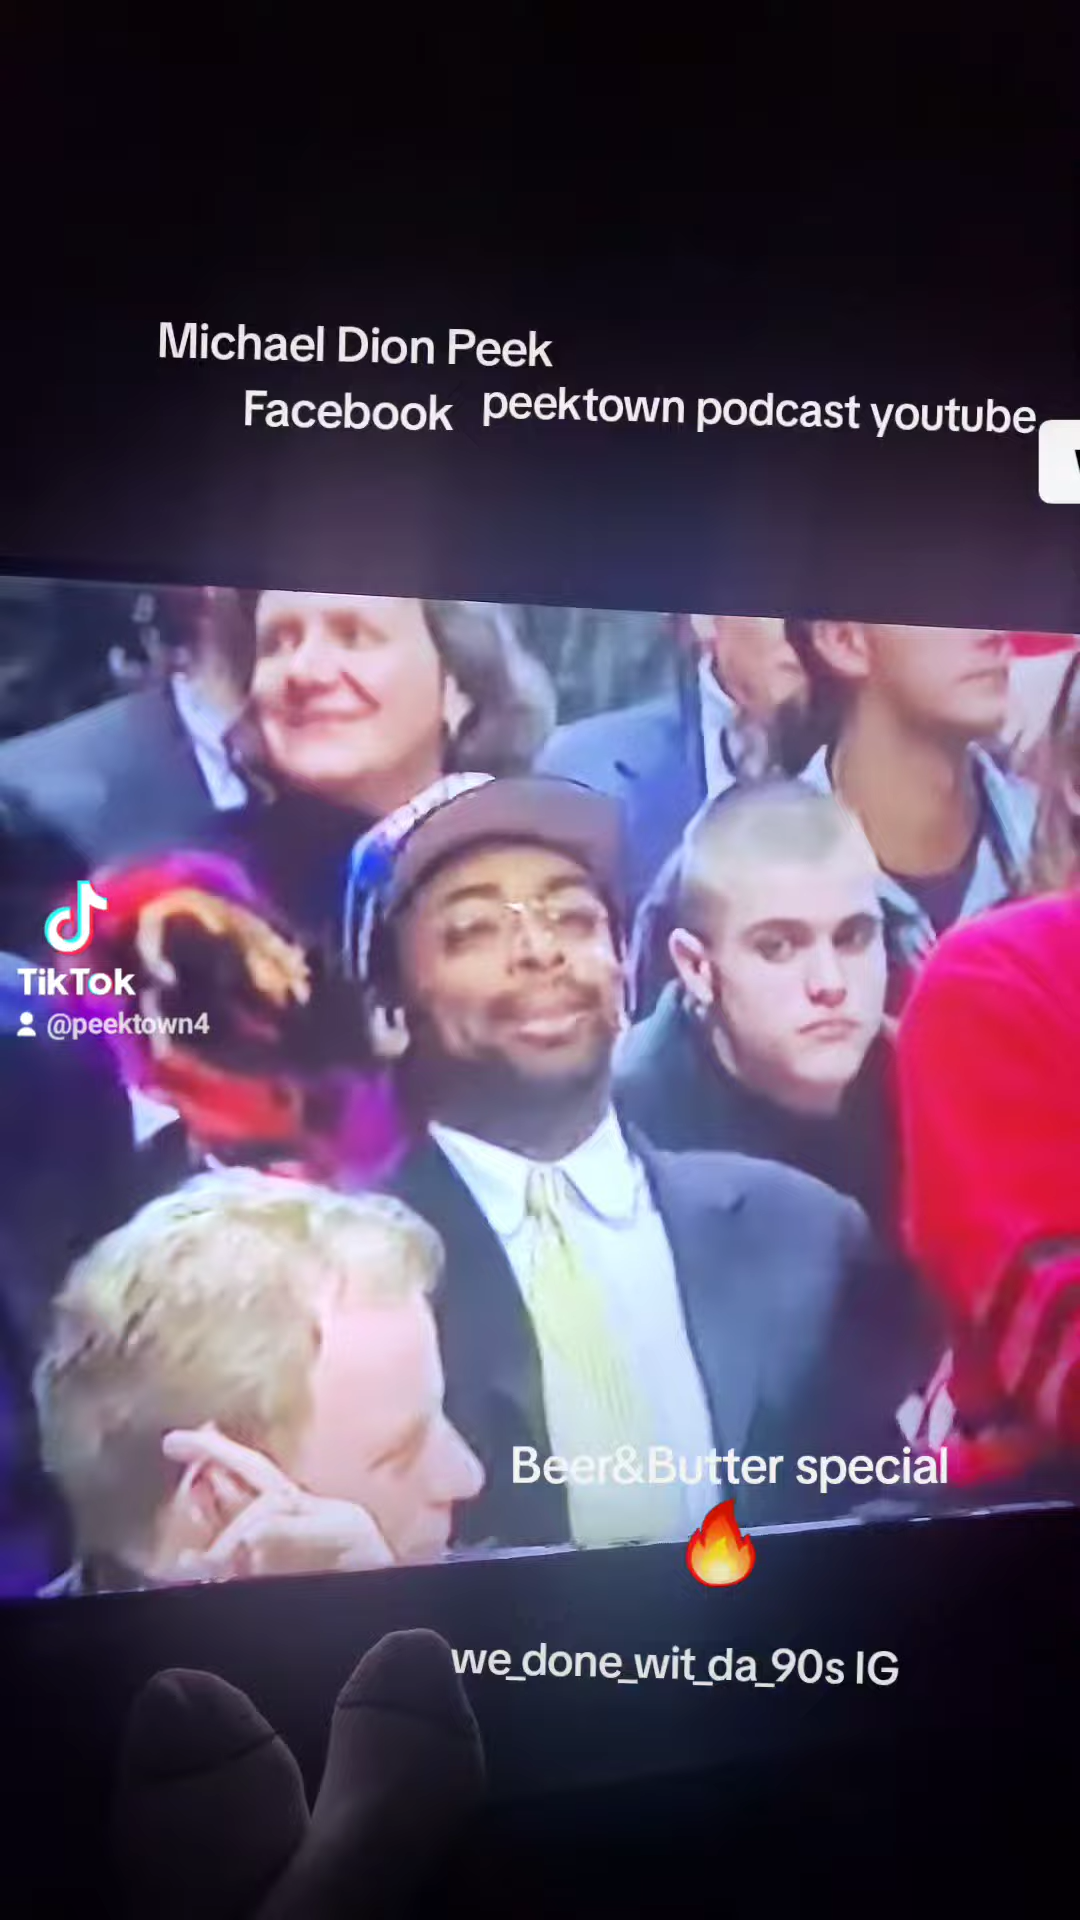 Michael Dion Peek
Facebook
peektown podcast youtube
TikTok
@peektown4
Beer&Butter special
we_done_wit_da_90s IG